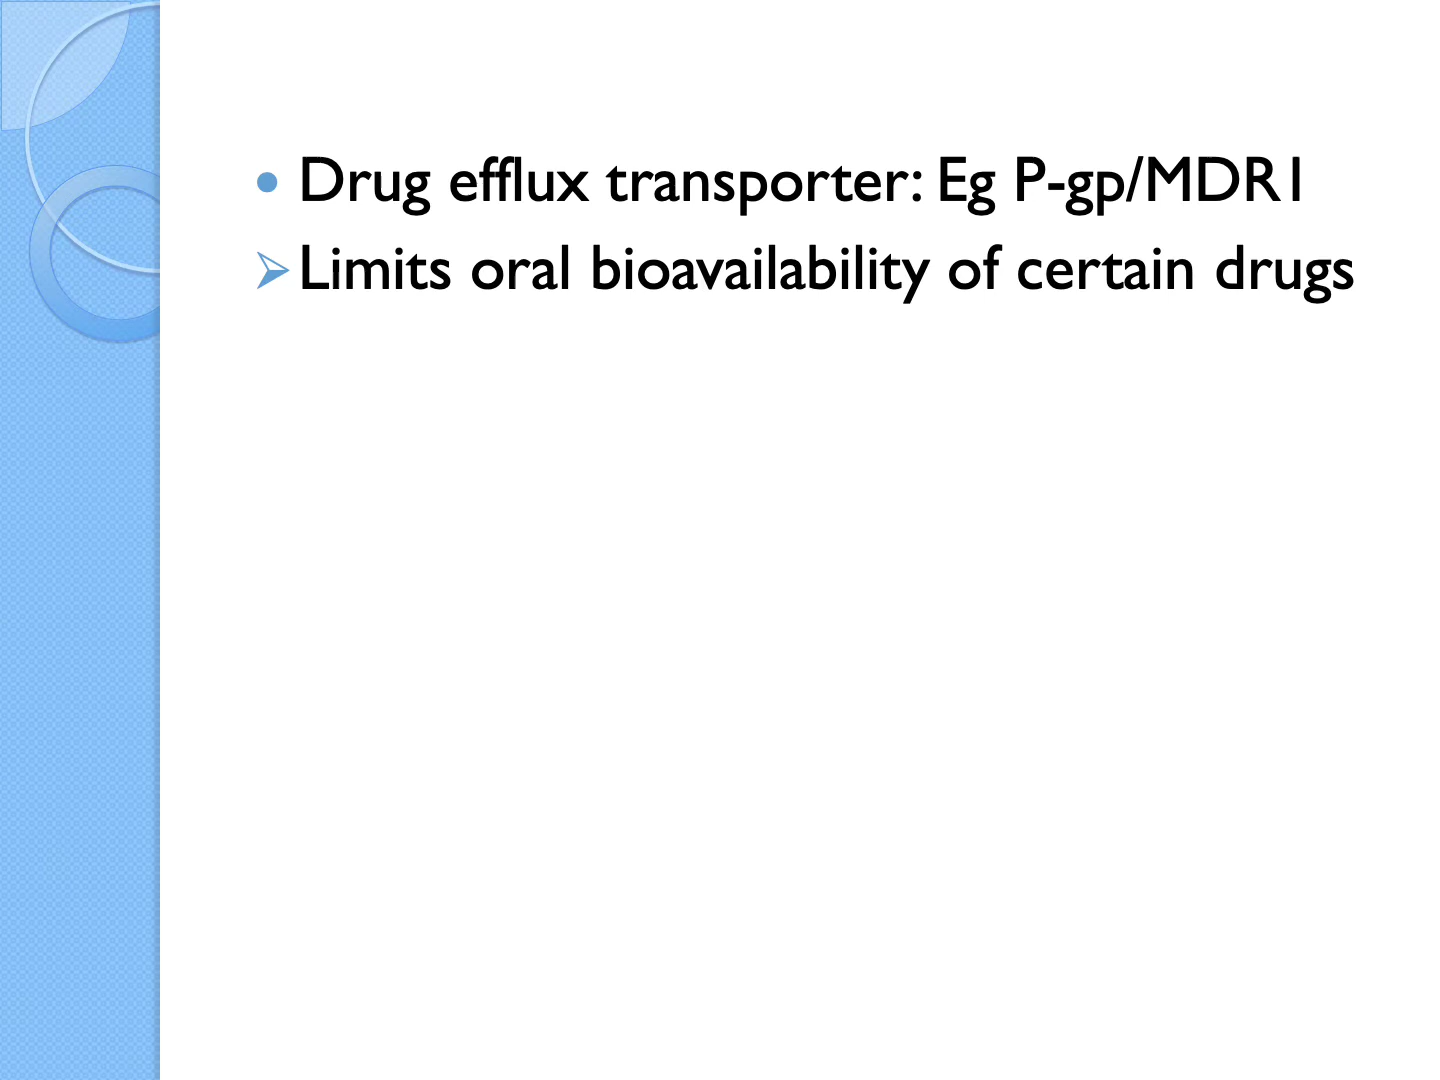 • Drug efflux transporter: Eg P-gp/MDR1
➢ Limits oral bioavailability of certain drugs